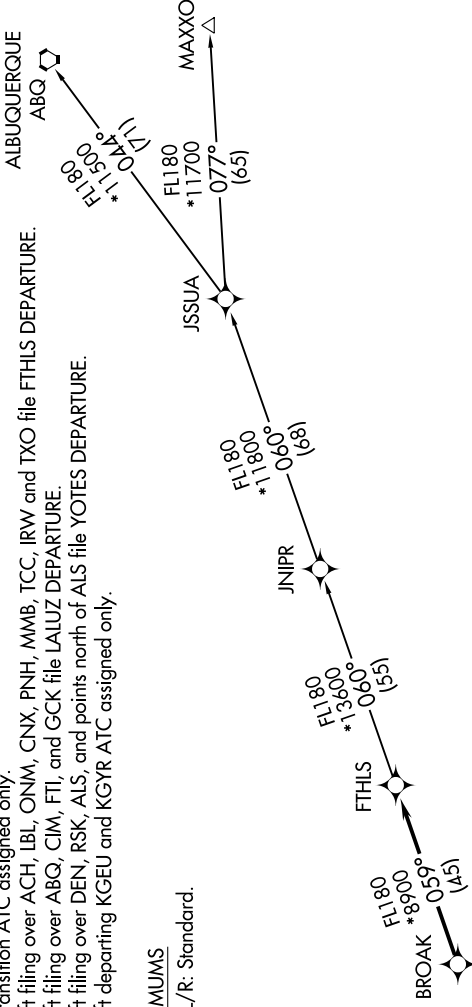 ransition ATC assigned only.
t filing over ACH, LBL, ONM, CNX, PNH, MMB, TCC, IRW and TXO file FTHLS DEPARTURE.
t filing over ABQ, CIM, FTI, and GCK file LALUZ DEPARTURE.
t filing over DEN, RSK, ALS, and points north of ALS file YOTES DEPARTURE.
t departing KGEU and KGYR ATC assigned only.
MUMS
/R: Standard.
ALBUQUERQUE
ABQ
FL180
*11500
044°
(71)
MAXXO
FL180
*11700
077°
(65)
JSSUA
FL180
*11800
060°
(68)
JNIPR
FL180
*13600
060°
(55)
FTHLS
FL180
*8900
059°
(45)
BROAK